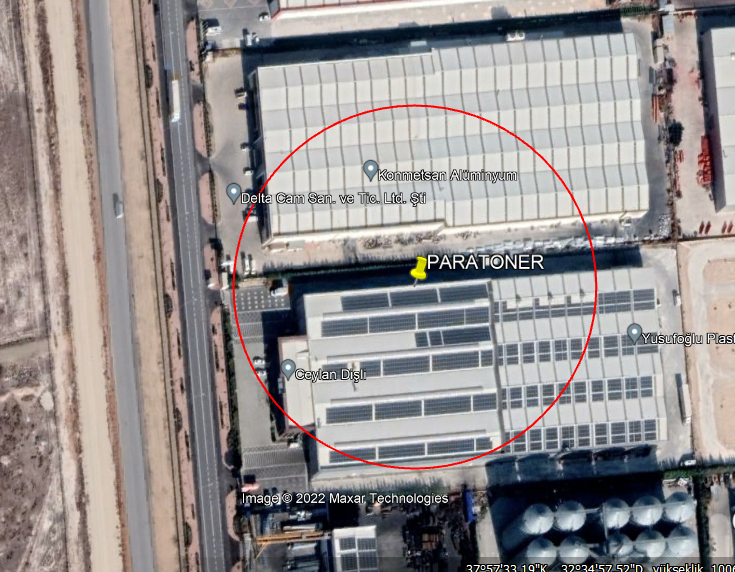 Konmetsan Alüminyum
Delta Cam San. ve Tic. Ltd. Şti
PARATONER
Yusufoğlu Plast
Ceylan Dişli
Image © 2022 Maxar Technologies
37°57'33.19"K 32°34'57.52"D yükseklik 1006